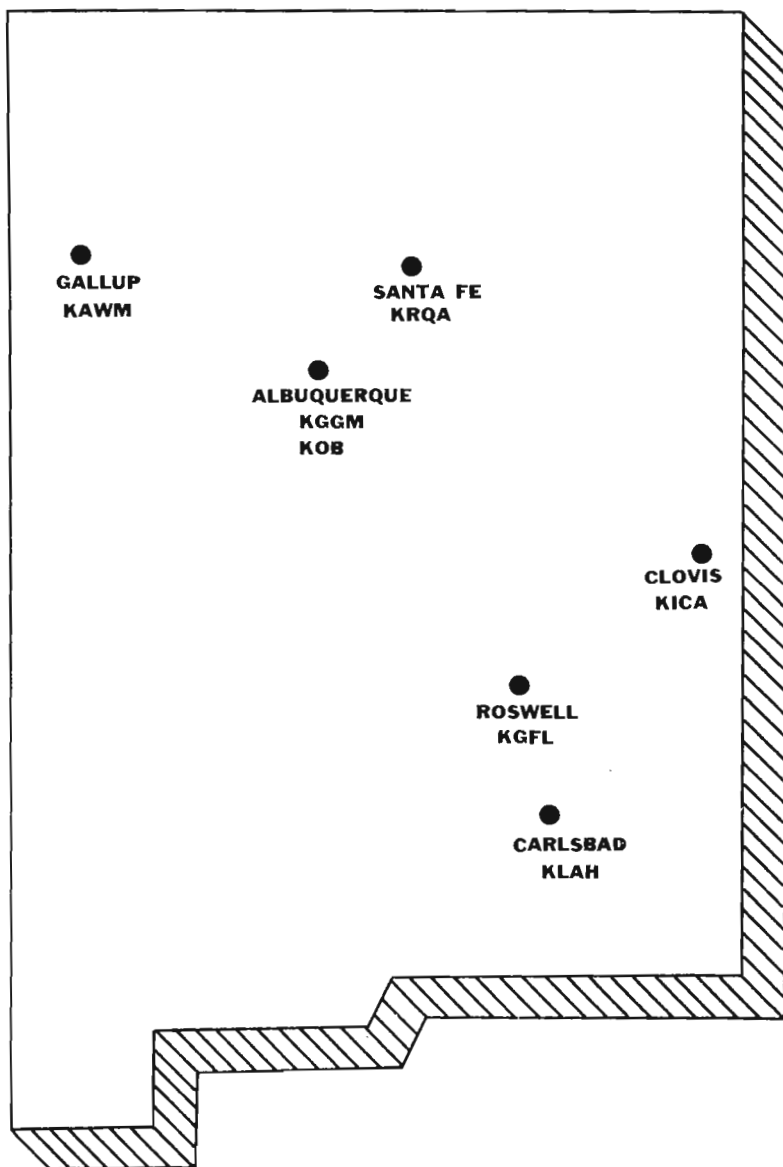 GALLUP
KAWM
SANTA FE
KRQA
ALBUQUERQUE
KGGM
KOB
CLOVIS
KICA
ROSWELL
KGFL
CARLSBAD
KLAH